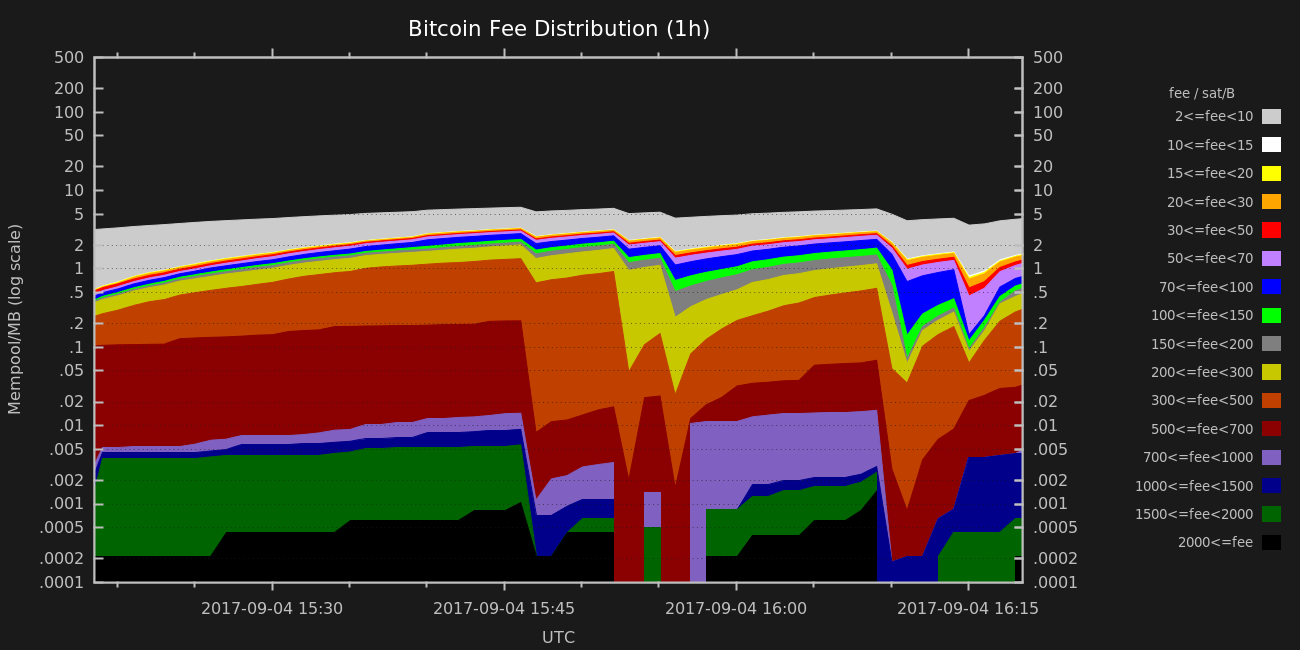 Bitcoin Fee Distribution (1h)
500 500
200 200
100 100
50 50
20 20
10 10
5 5
2 2
1 1
.5 .5
.2 .2
.1 .1
.05 .05
.02 .02
.01 .01
.005 .005
.002 .002
.001 .001
.0005 .0005
.0002 .0002
.0001 .0001
Mempool/MB (log scale)
2017-09-04 15:30 2017-09-04 15:45 2017-09-04 16:00 2017-09-04 16:15
UTC
fee / sat/B
2<=fee<10
10<=fee<15
15<=fee<20
20<=fee<30
30<=fee<50
50<=fee<70
70<=fee<100
100<=fee<150
150<=fee<200
200<=fee<300
300<=fee<500
500<=fee<700
700<=fee<1000
1000<=fee<1500
1500<=fee<2000
2000<=fee